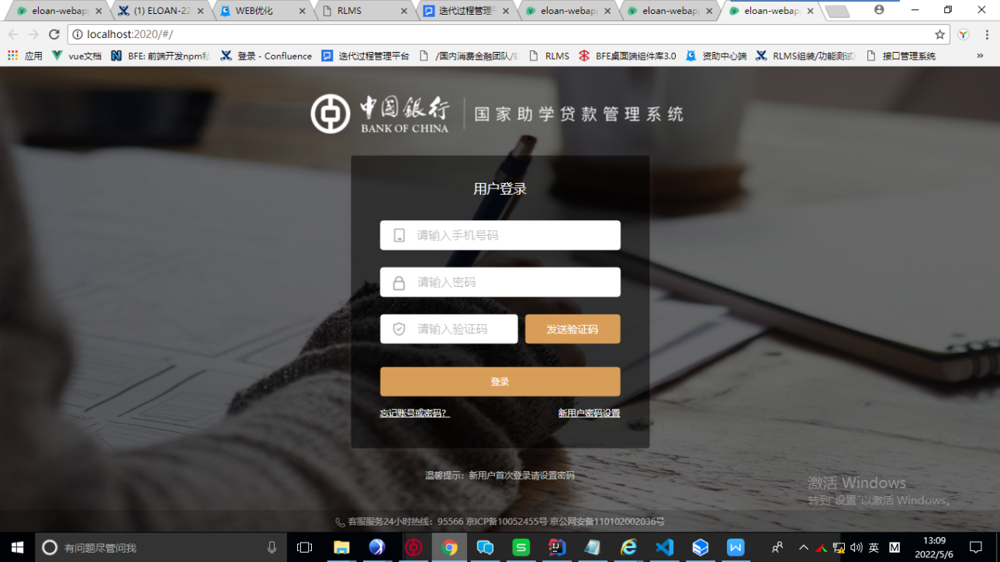 eloan-webapp
(1) ELOAN-22
WEB优化
RLMS
迭代过程管理平
eloan-webapp
eloan-webapp
eloan-webapp
localhost:2020/#/
应用 vue文档 BFE: 前端开发npm私 登录 - Confluence 迭代过程管理平台 /国内消费金融团队/ RLMS BFE桌面端组件库3.0 资助中心端 RLMS组装/功能测试 接口管理系统 »
中国銀行 国家助学贷款管理系统
BANK OF CHINA
用户登录
请输入手机号码
请输入密码
请输入验证码 发送验证码
登录
忘记账号或密码? 新用户密码设置
温馨提示：新用户首次登录请设置密码
激活 Windows
转到"设置"以激活 Windows。
客服服务24小时热线：95566 京ICP备10052455号 京公网安备110102002036号
有问题尽管问我
英
M
13:09
2022/5/6